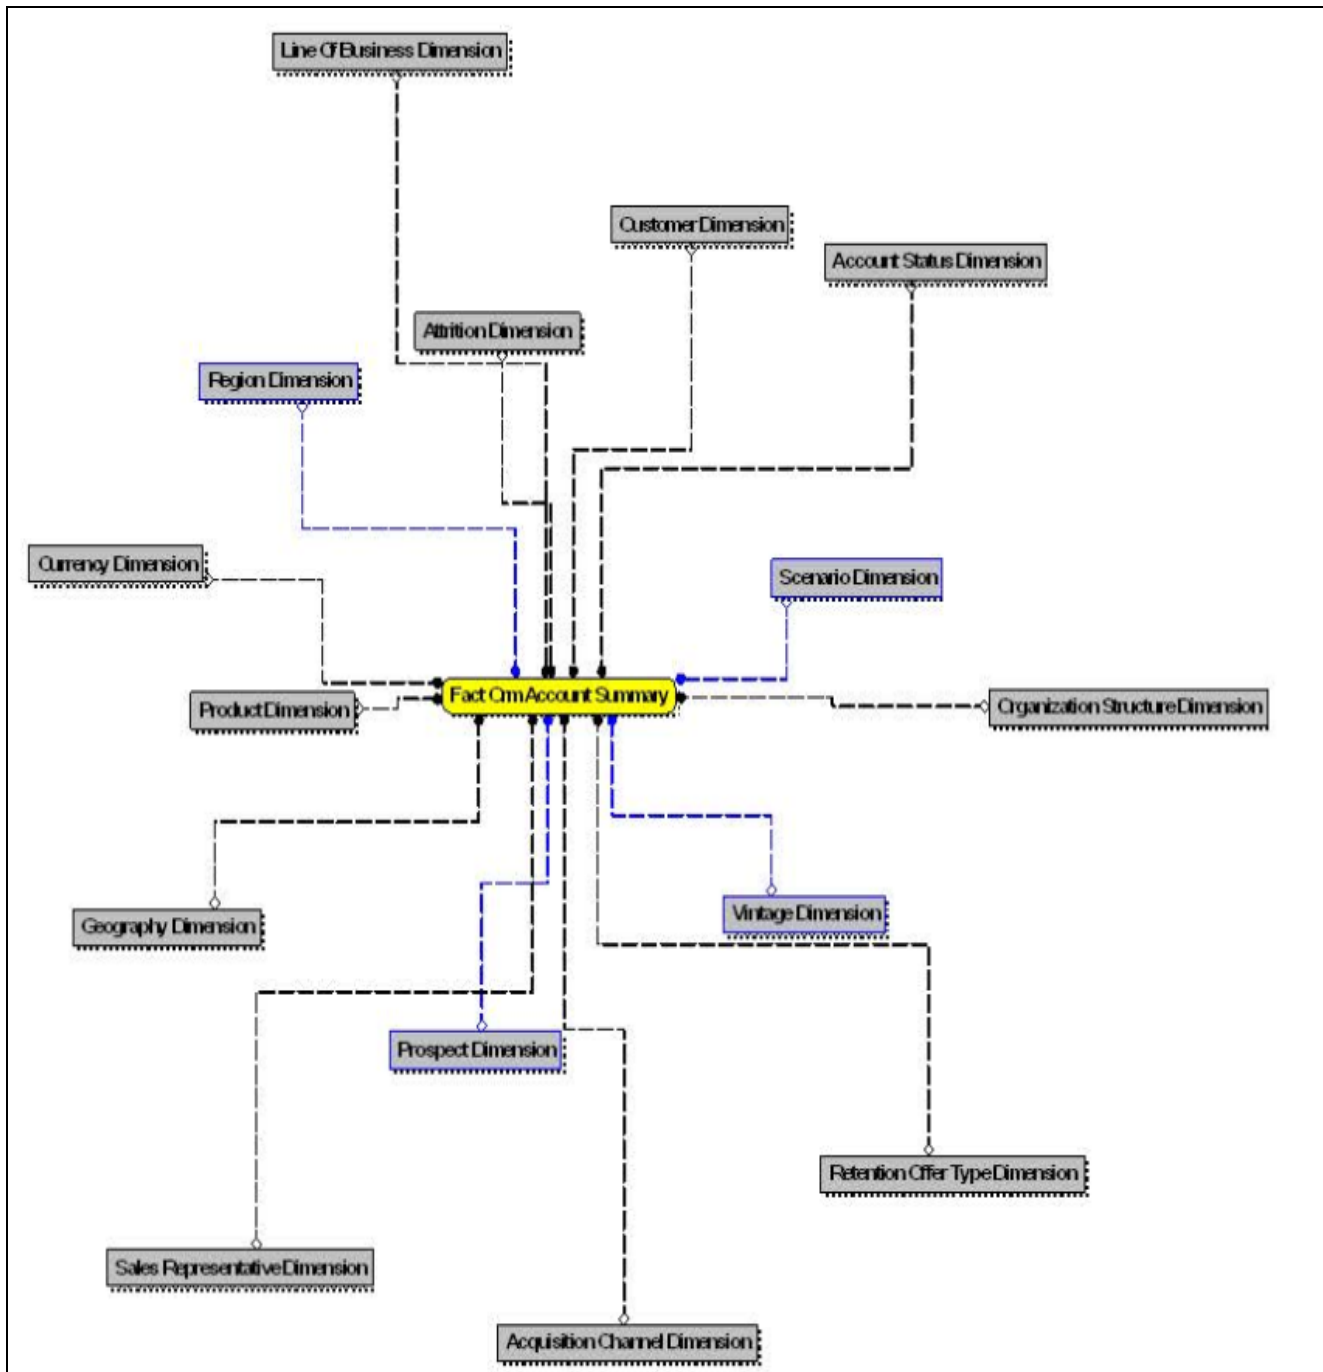 Line Of Business Dimension
Customer Dimension
Account Status Dimension
Attrition Dimension
Region Dimension
Currency Dimension
Scenario Dimension
Fact Crm Account Summary
Product Dimension
Organization Structure Dimension
Geography Dimension
Vintage Dimension
Prospect Dimension
Retention Offer Type Dimension
Sales Representative Dimension
Acquisition Channel Dimension